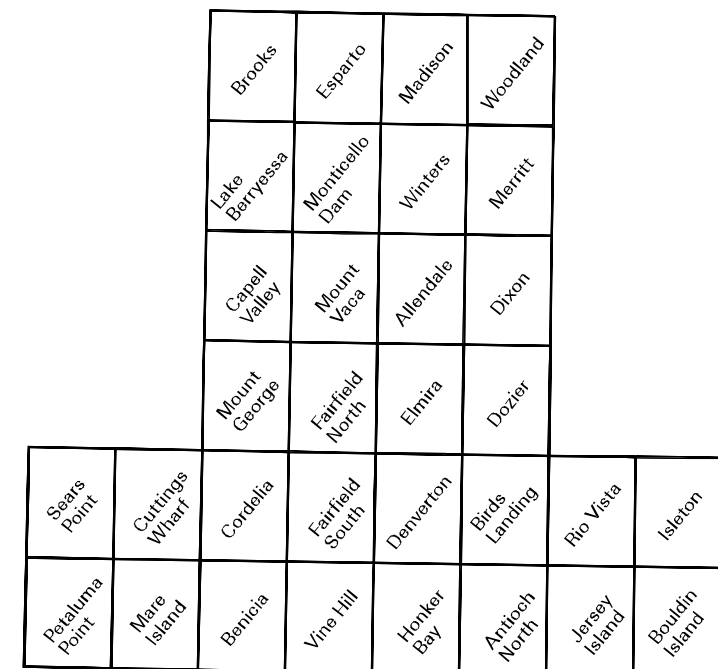 Brooks
Esparto
Madison
Woodland
Lake
Berryessa
Monticello
Dam
Winters
Merritt
Capell
Valley
Mount
Vaca
Allendale
Dixon
Mount
George
Fairfield
North
Elmira
Dozier
Sears
Point
Cuttings
Wharf
Cordelia
Fairfield
South
Denverton
Birds
Landing
Rio Vista
Isleton
Petaluma
Point
Mare
Island
Benicia
Vine Hill
Honker
Bay
Antioch
North
Jersey
Island
Bouldin
Island